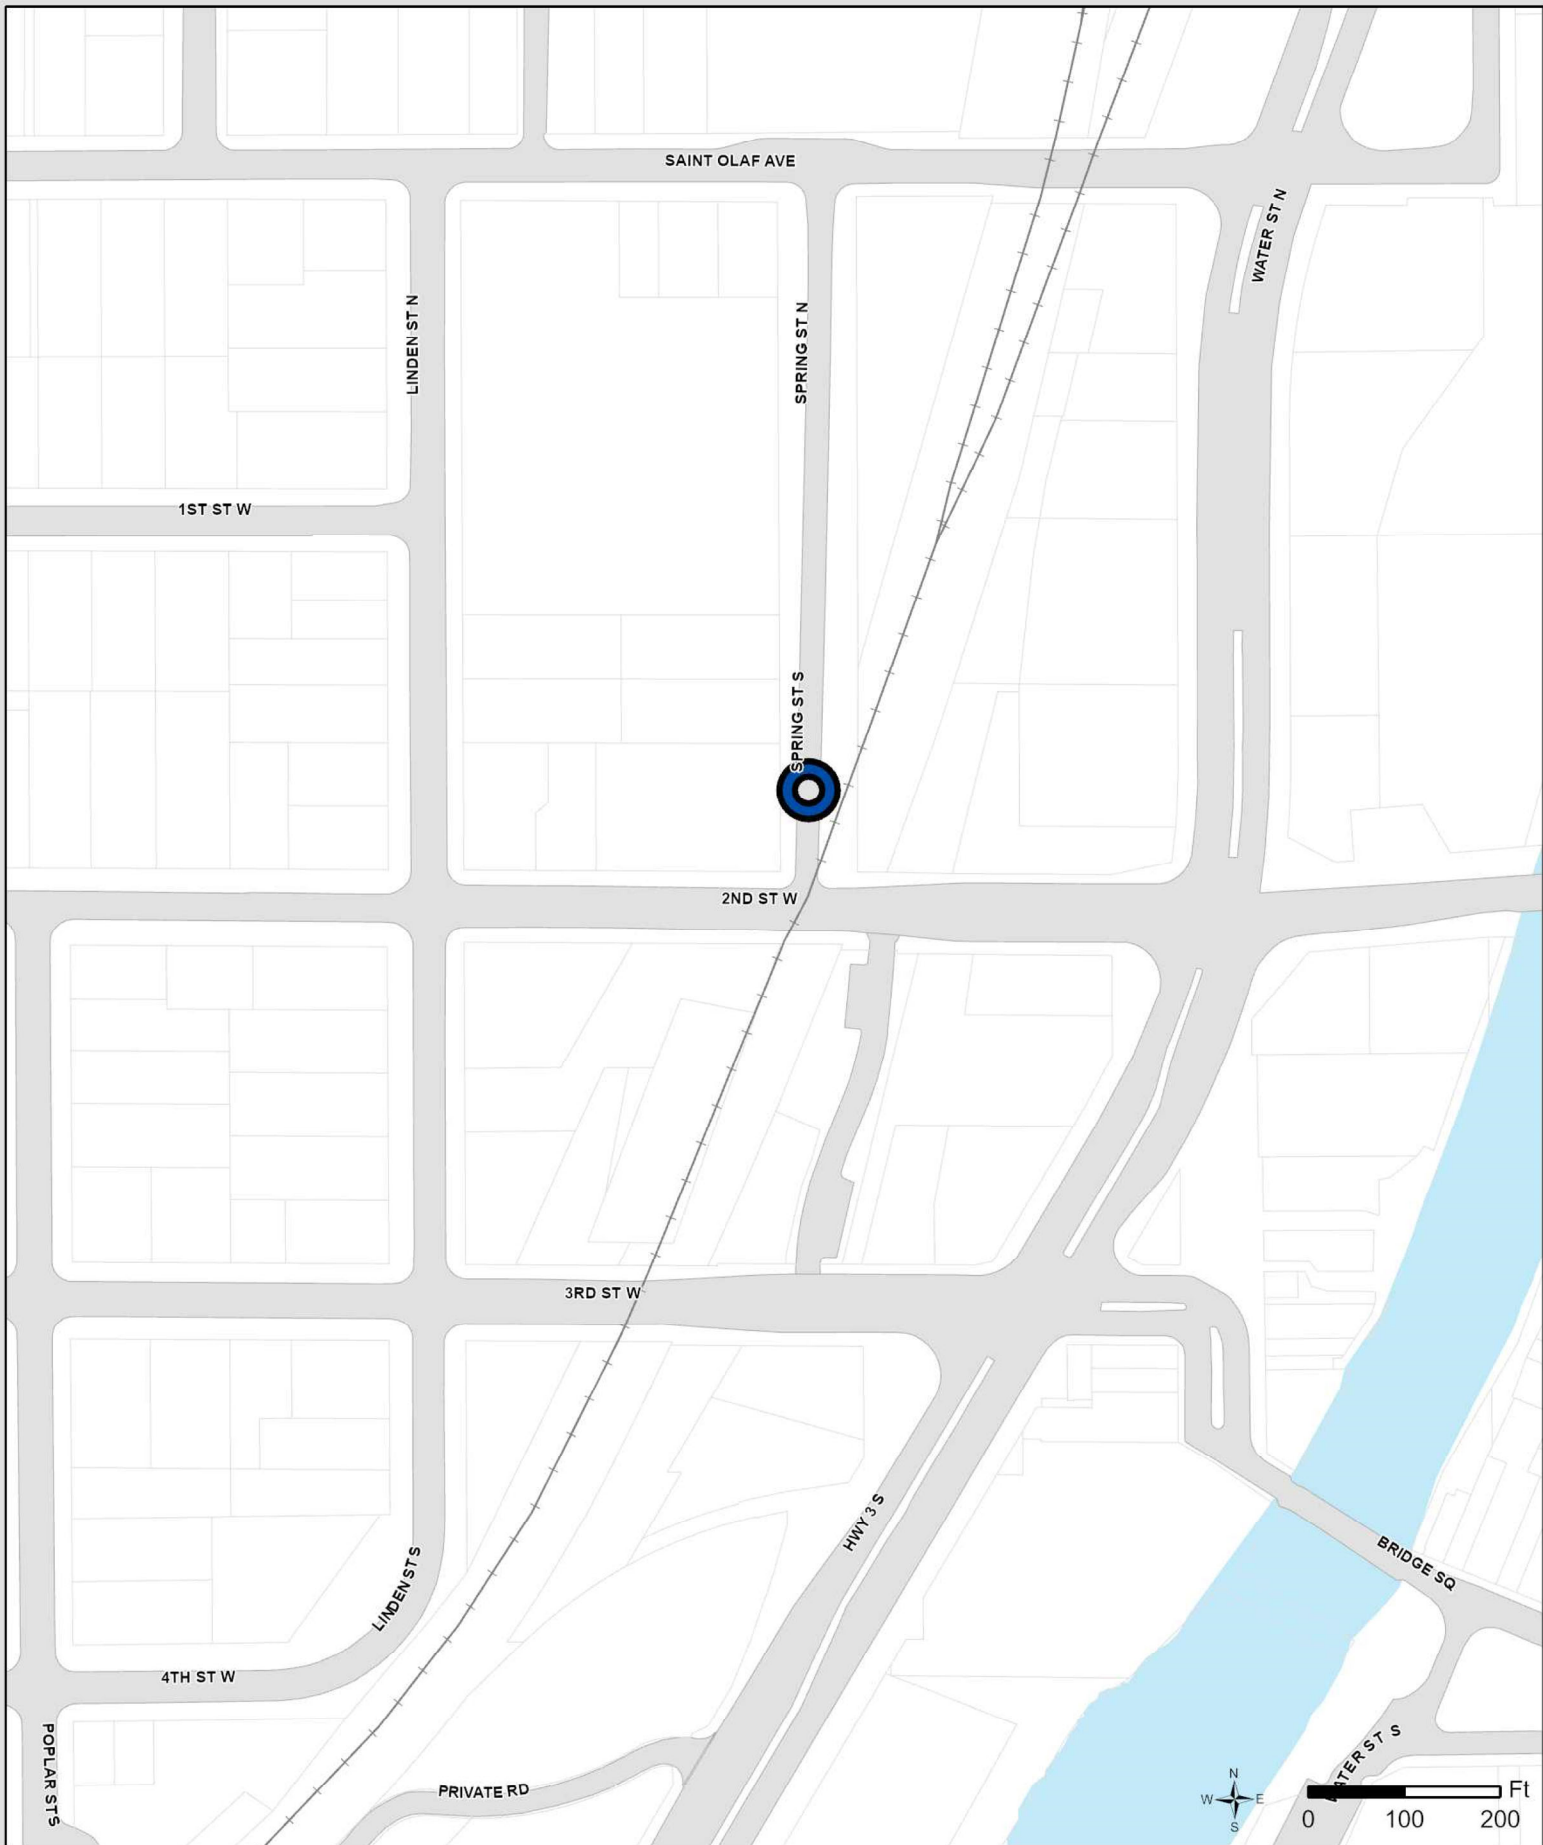 SAINT OLAF AVE
WATER ST N
LINDEN ST N
SPRING ST N
1ST ST W
SPRING ST S
2ND ST W
3RD ST W
HWY 3 S
BRIDGE SQ
LINDEN ST S
4TH ST W
POPLAR ST S
WATER ST S
PRIVATE RD
N
W E
S
Ft
0 100 200